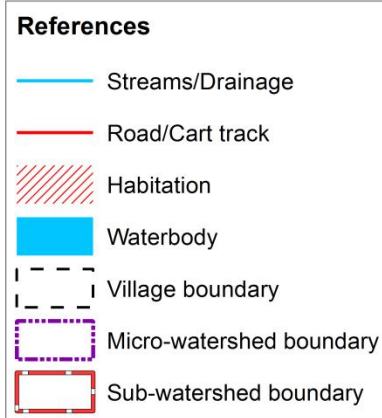 References
Streams/Drainage
Road/Cart track
Habitation
Waterbody
Village boundary
Micro-watershed boundary
Sub-watershed boundary